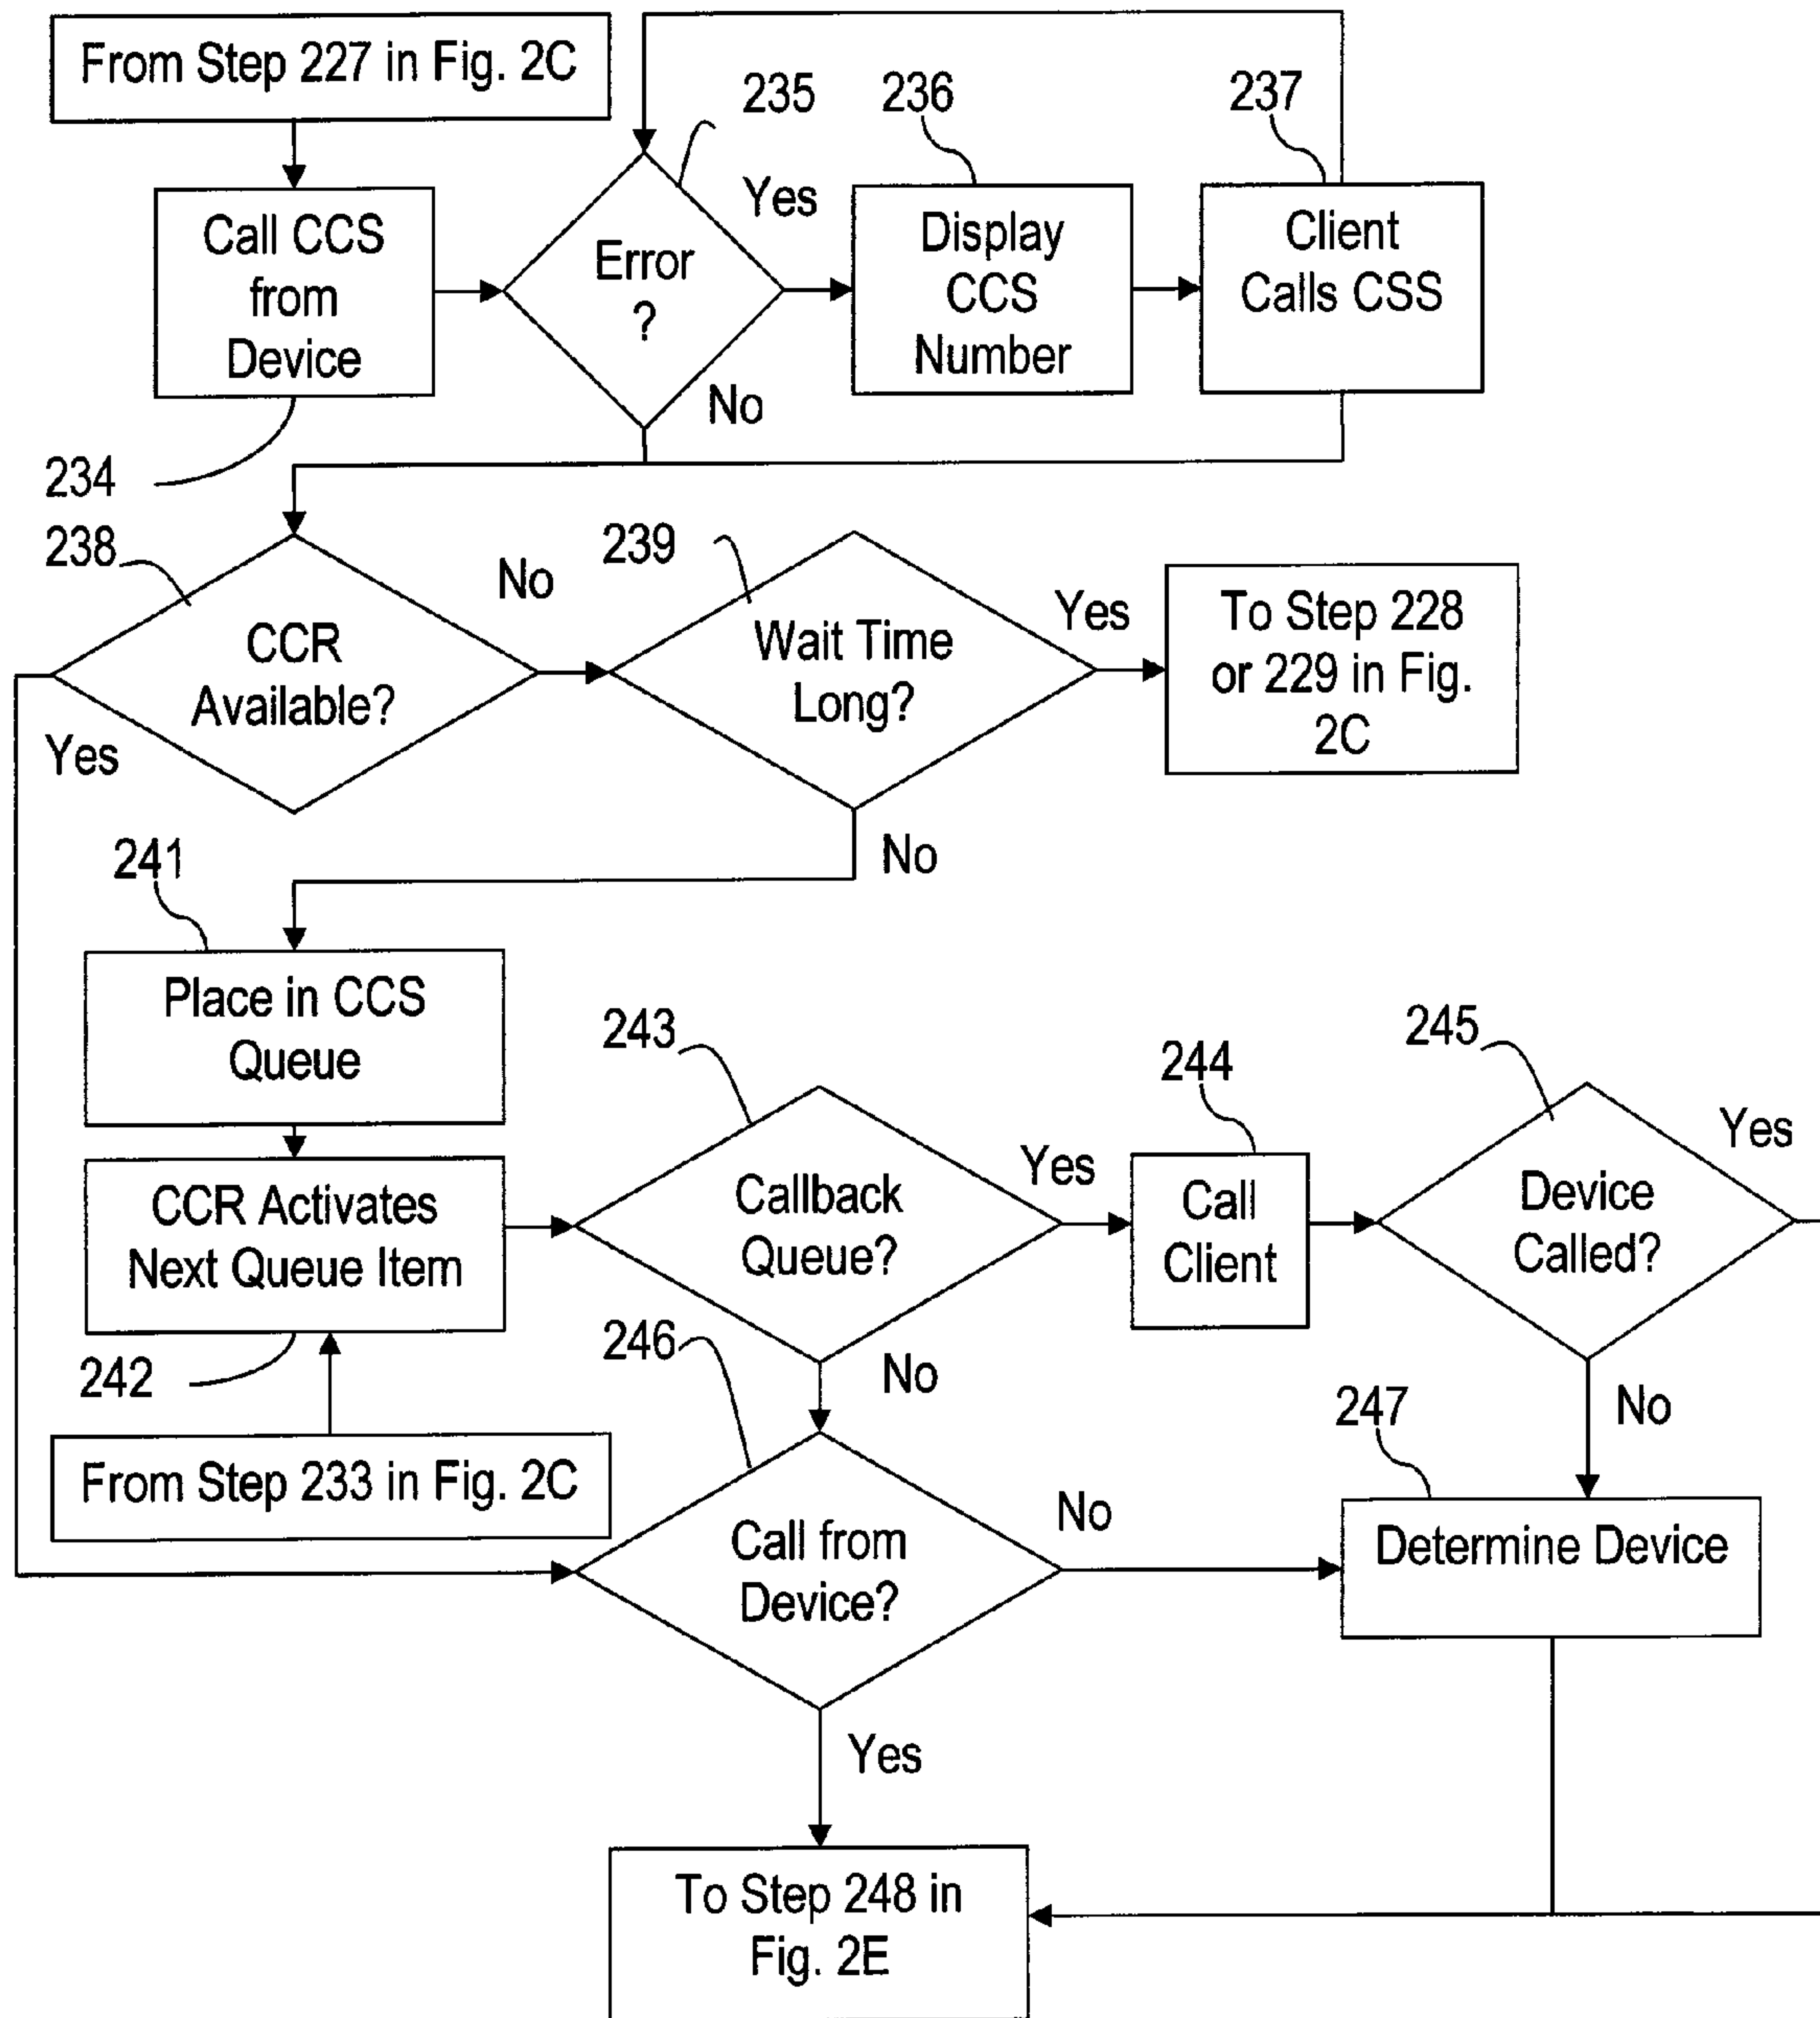 From Step 227 in Fig. 2C
235
236
237
Call CCS
from
Device
Error
?
Yes
No
Display
CCS
Number
Client
Calls CSS
234
238
CCR
Available?
No
Yes
239
Wait Time
Long?
Yes
No
To Step 228
or 229 in Fig.
2C
241
Place in CCS
Queue
CCR Activates
Next Queue Item
242
243
Callback
Queue?
Yes
No
244
Call
Client
245
Device
Called?
Yes
No
From Step 233 in Fig. 2C
246
Call from
Device?
No
Yes
247
Determine Device
To Step 248 in
Fig. 2E